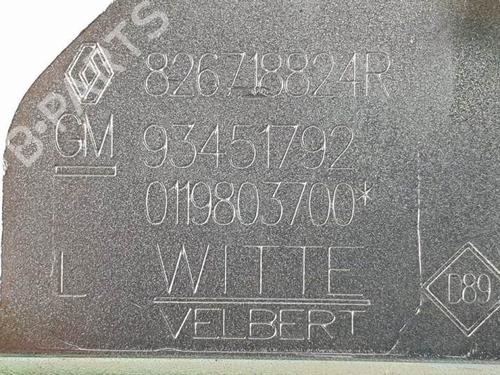 826718824R
GM 93451792
0119803700*
L WITTE D89
VELBERT
B-PARTS